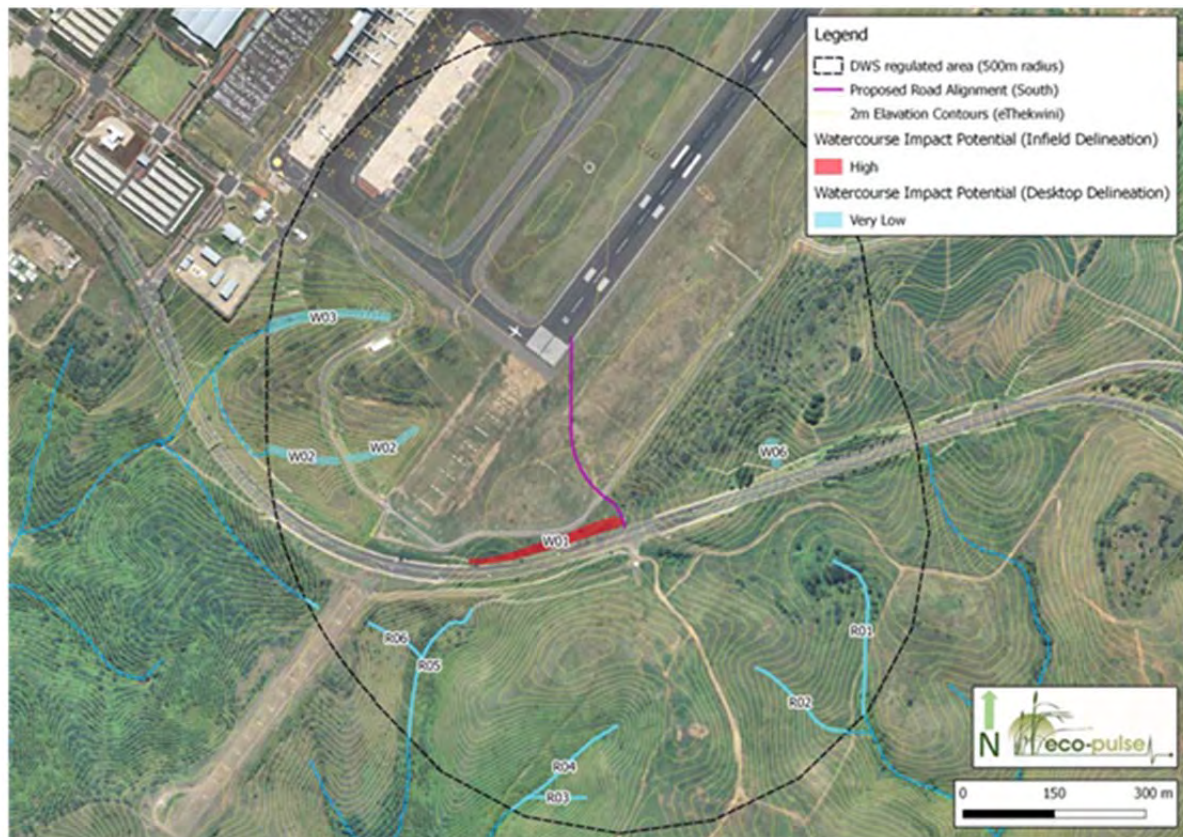 Legend
DWS regulated area (500m radius)
Proposed Road Alignment (South)
2m Elavation Contours (eThekwini)
Watercourse Impact Potential (Infield Delineation)
High
Watercourse Impact Potential (Desktop Delineation)
Very Low
W03
W02
W02
W06
W01
R01
R06
R05
R02
R04
R03
N
eco-pulse
0
150
300 m